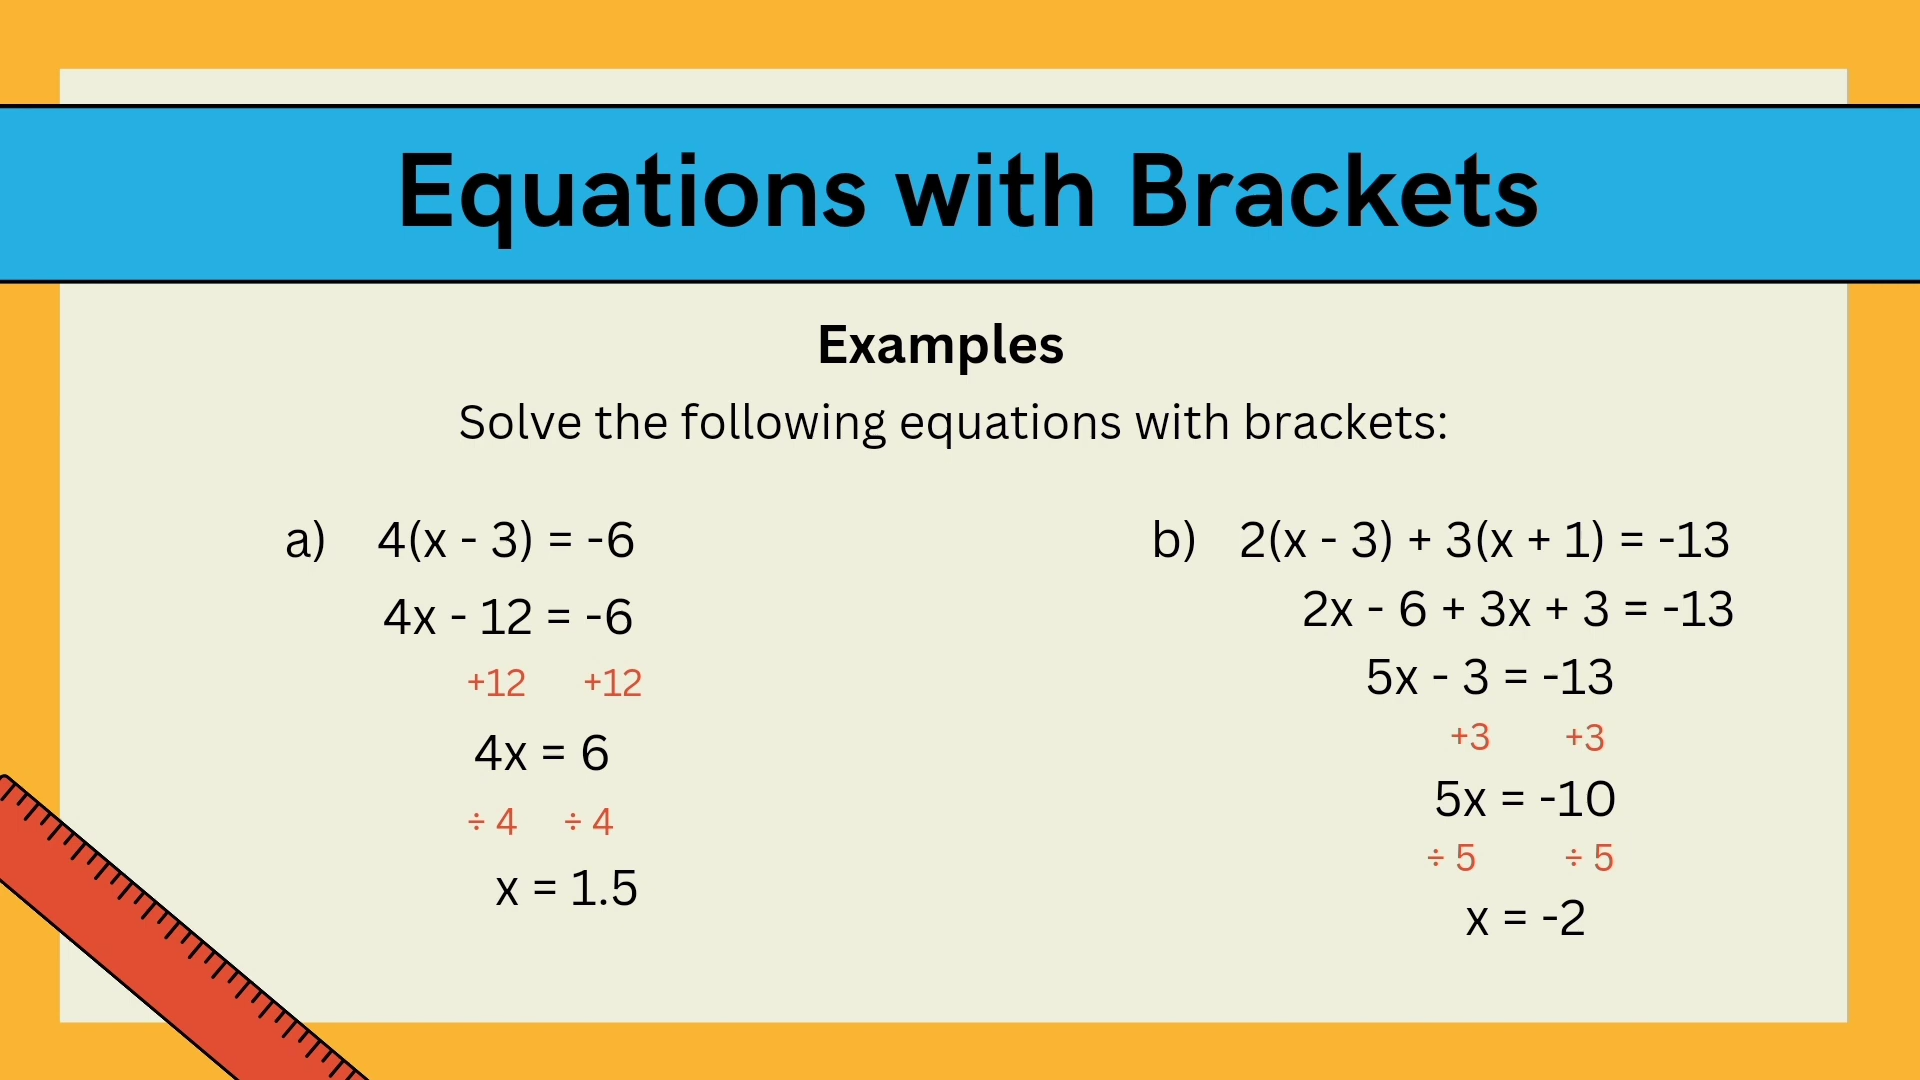 Equations with Brackets
Examples
Solve the following equations with brackets:
a) 4(x - 3) = -6
4x - 12 = -6
+12 +12
4x = 6
÷ 4 ÷ 4
x = 1.5
b) 2(x - 3) + 3(x + 1) = -13
2x - 6 + 3x + 3 = -13
5x - 3 = -13
+3 +3
5x = -10
÷ 5 ÷ 5
x = -2